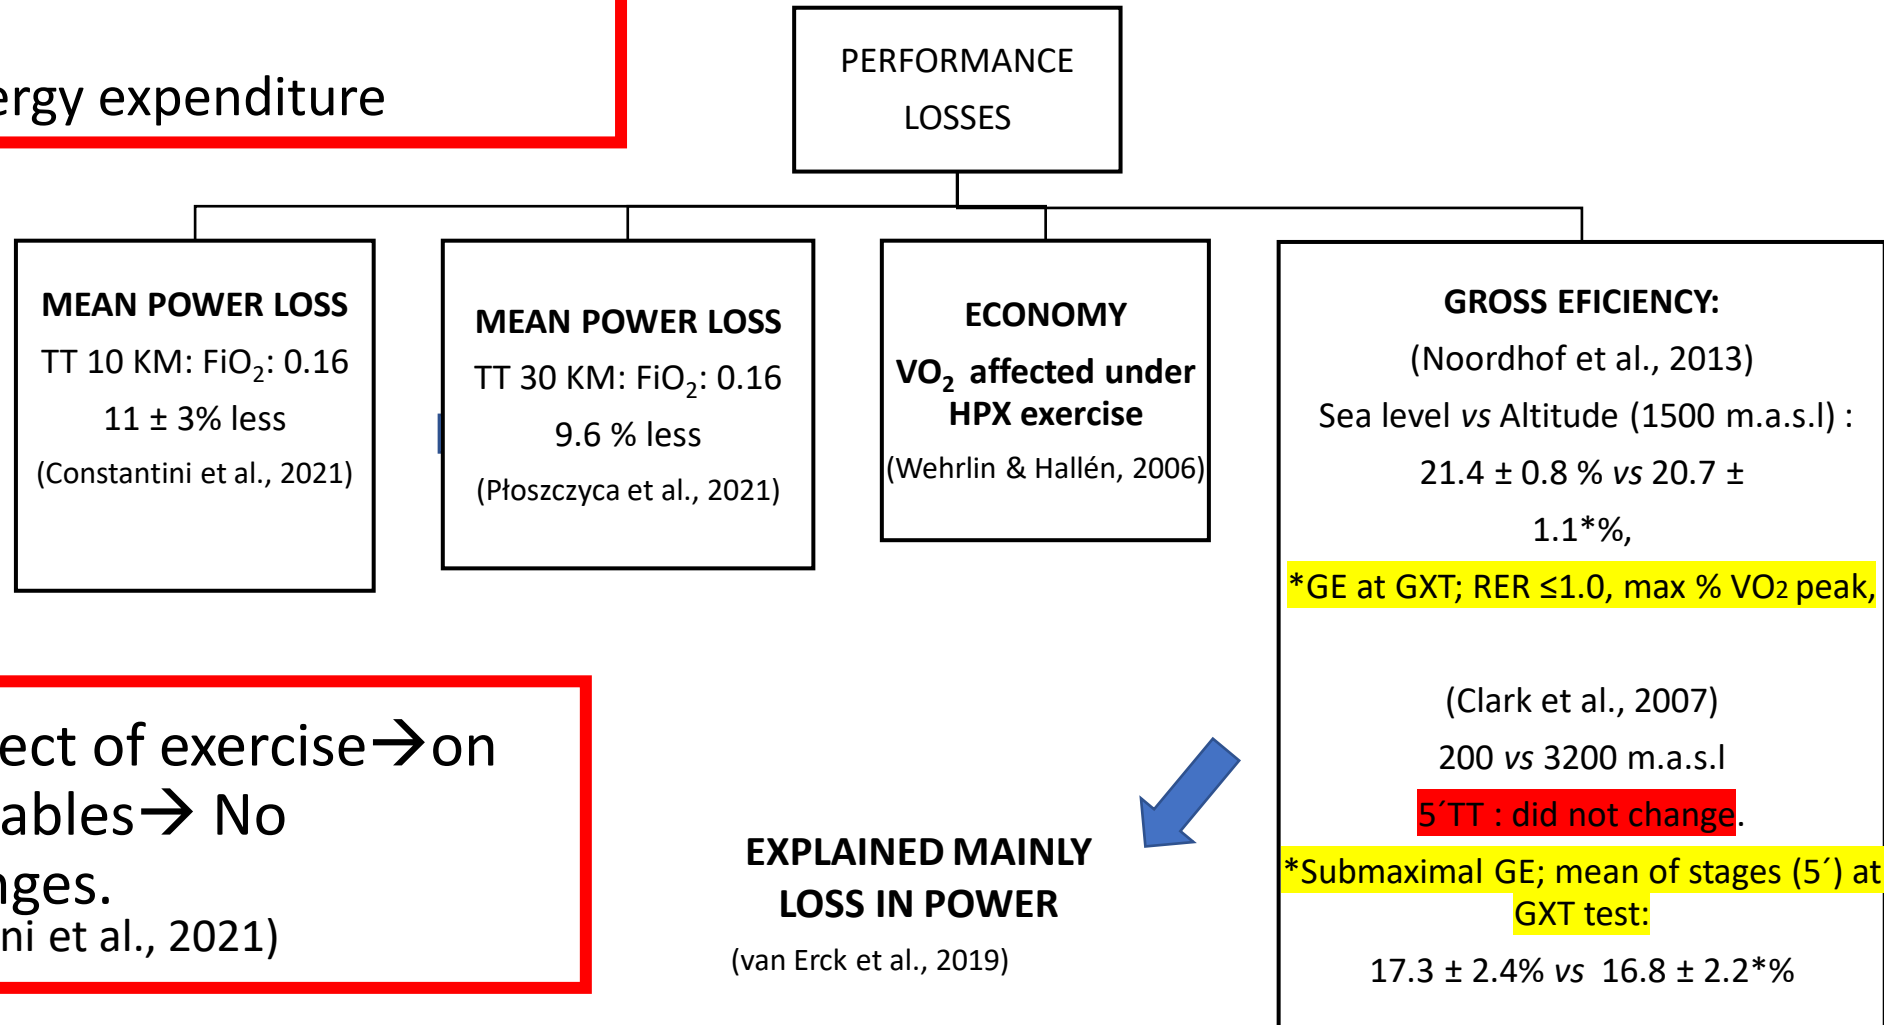 ergy expenditure
PERFORMANCE
LOSSES
MEAN POWER LOSS
TT 10 KM: FiO₂: 0.16
11 ± 3% less
(Constantini et al., 2021)
MEAN POWER LOSS
TT 30 KM: FiO₂: 0.16
9.6 % less
(Płoszczyca et al., 2021)
ECONOMY
VO₂ affected under
HPX exercise
(Wehrlin & Hallén, 2006)
GROSS EFICIENCY:
(Noordhof et al., 2013)
Sea level vs Altitude (1500 m.a.s.l) :
21.4 ± 0.8 % vs 20.7 ±
1.1*%,
*GE at GXT; RER ≤1.0, max % VO2 peak,
(Clark et al., 2007)
200 vs 3200 m.a.s.l
5´TT : did not change.
*Submaximal GE; mean of stages (5´) at
GXT test:
17.3 ± 2.4% vs 16.8 ± 2.2*%
ect of exercise→on
ables→ No
nges.
ni et al., 2021)
EXPLAINED MAINLY
LOSS IN POWER
(van Erck et al., 2019)